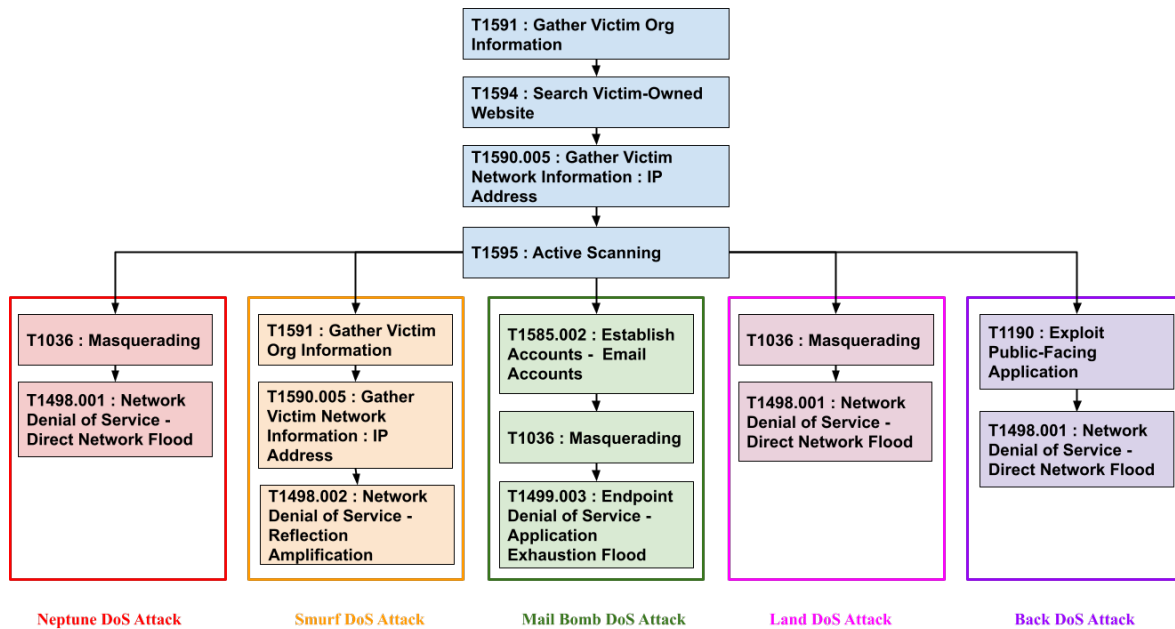 T1591 : Gather Victim Org
Information
T1594 : Search Victim-Owned
Website
T1590.005 : Gather Victim
Network Information : IP
Address
T1595 : Active Scanning
T1036 : Masquerading
T1498.001 : Network
Denial of Service -
Direct Network Flood
T1591 : Gather Victim
Org Information
T1590.005 : Gather
Victim Network
Information : IP
Address
T1498.002 : Network
Denial of Service -
Reflection
Amplification
T1585.002 : Establish
Accounts - Email
Accounts
T1036 : Masquerading
T1499.003 : Endpoint
Denial of Service -
Application
Exhaustion Flood
T1036 : Masquerading
T1498.001 : Network
Denial of Service -
Direct Network Flood
T1190 : Exploit
Public-Facing
Application
T1498.001 : Network
Denial of Service -
Direct Network Flood
Neptune DoS Attack
Smurf DoS Attack
Mail Bomb DoS Attack
Land DoS Attack
Back DoS Attack